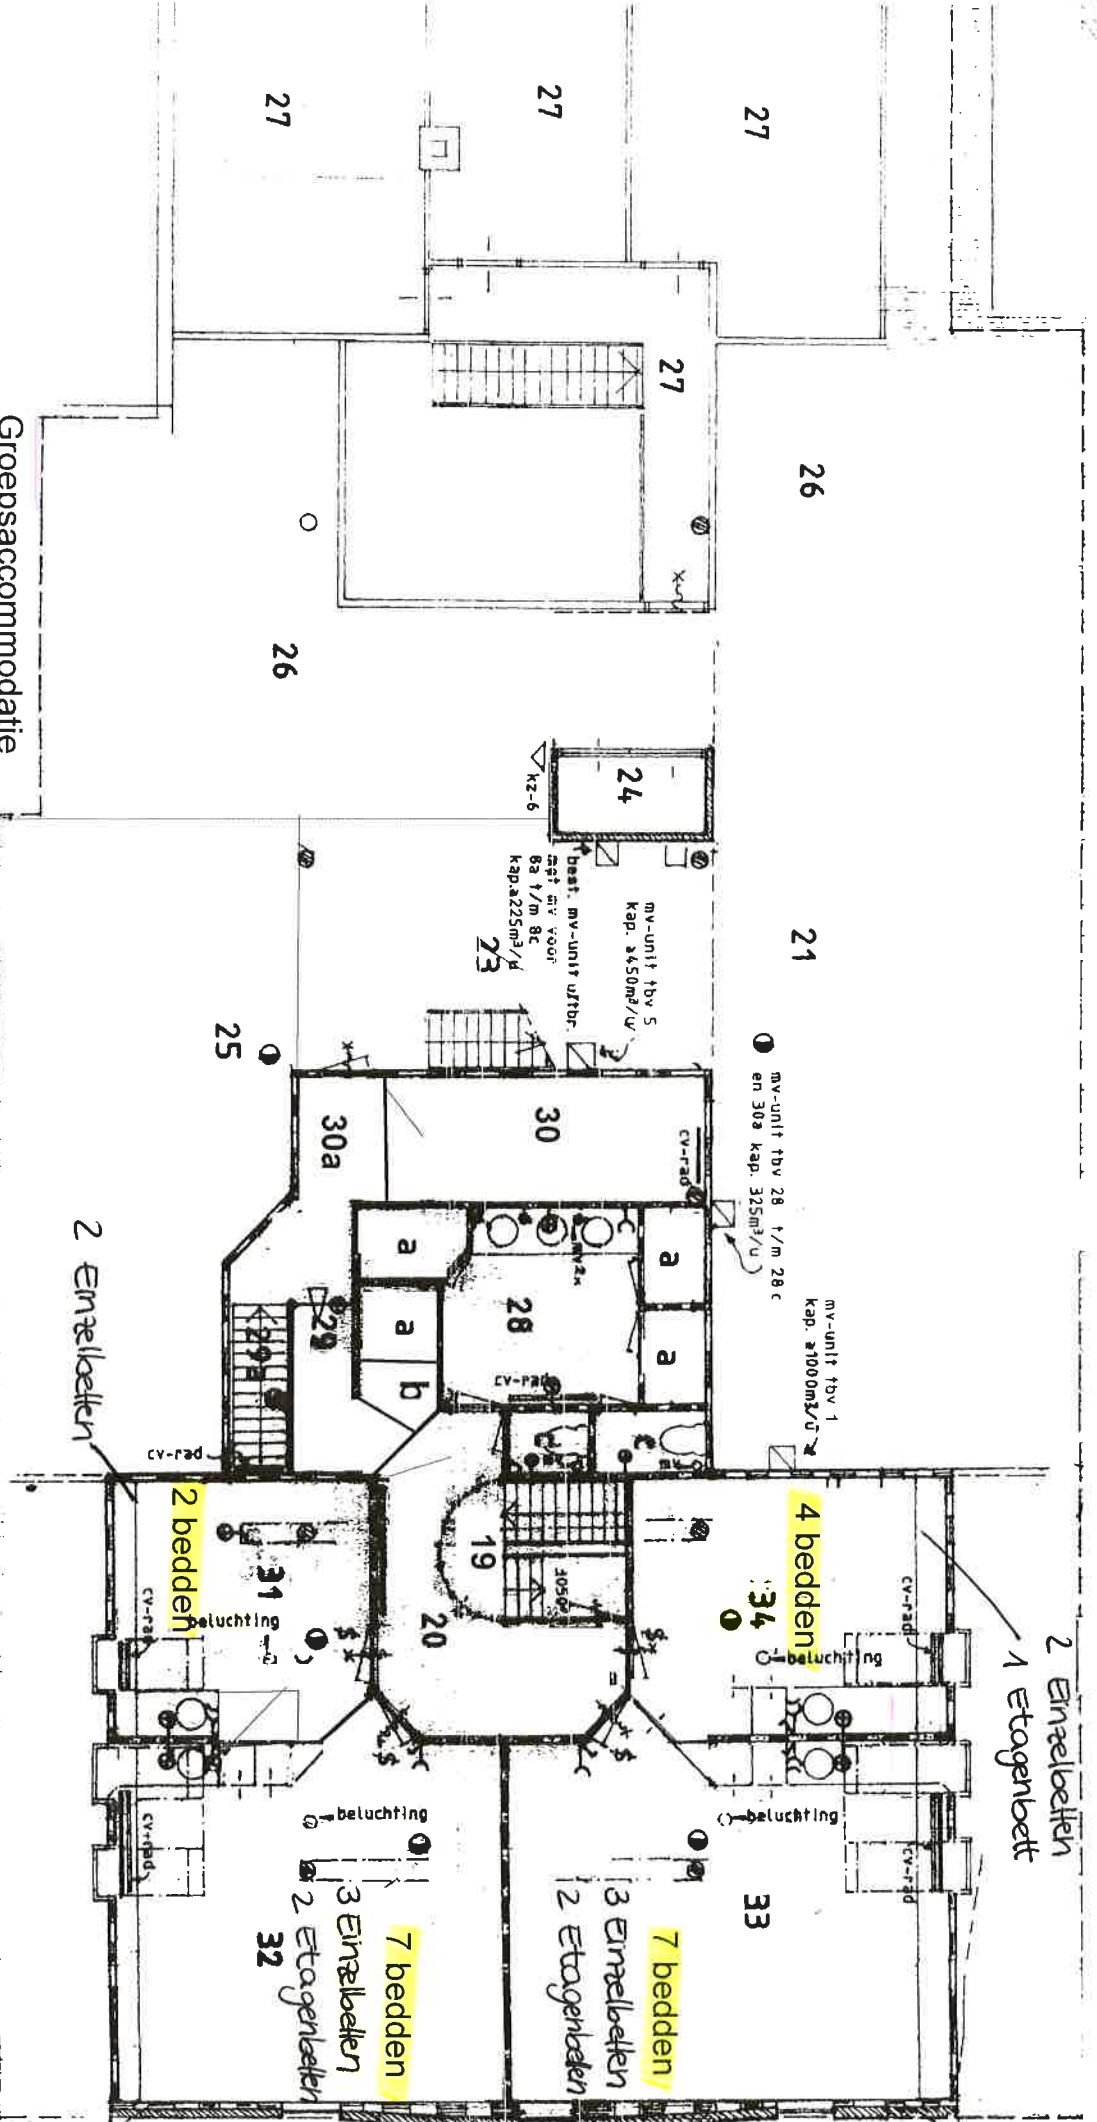 27
27
27
27
26
26
24
kz-6
best. mv-unit uitbr.
met mv voor
8a t/m 8c
kap.≥225m³/u
23
mv-unit tbv 5
kap. ≥450m³/u
21
mv-unit tbv 28 t/m 28c
en 30a kap. 325m³/u
mv-unit tbv 1
kap. ≥1000m3/u
25
30
30a
cv-rad
a
a
a
a
b
28
mv2x
cv-rad
29
29a
cv-rad
c
19
20
2 Einzelbetten
2 bedden
31
cv-rad
beluchting
4 bedden
34
cv-rad
beluchting
2 Einzelbetten
1 Etagenbett
beluchting
cv-rad
7 bedden
3 Einzelbetten
2 Etagenbetten
32
beluchting
cv-rad
33
7 bedden
3 Einzelbetten
2 Etagenbetten
Groepsaccommodatie